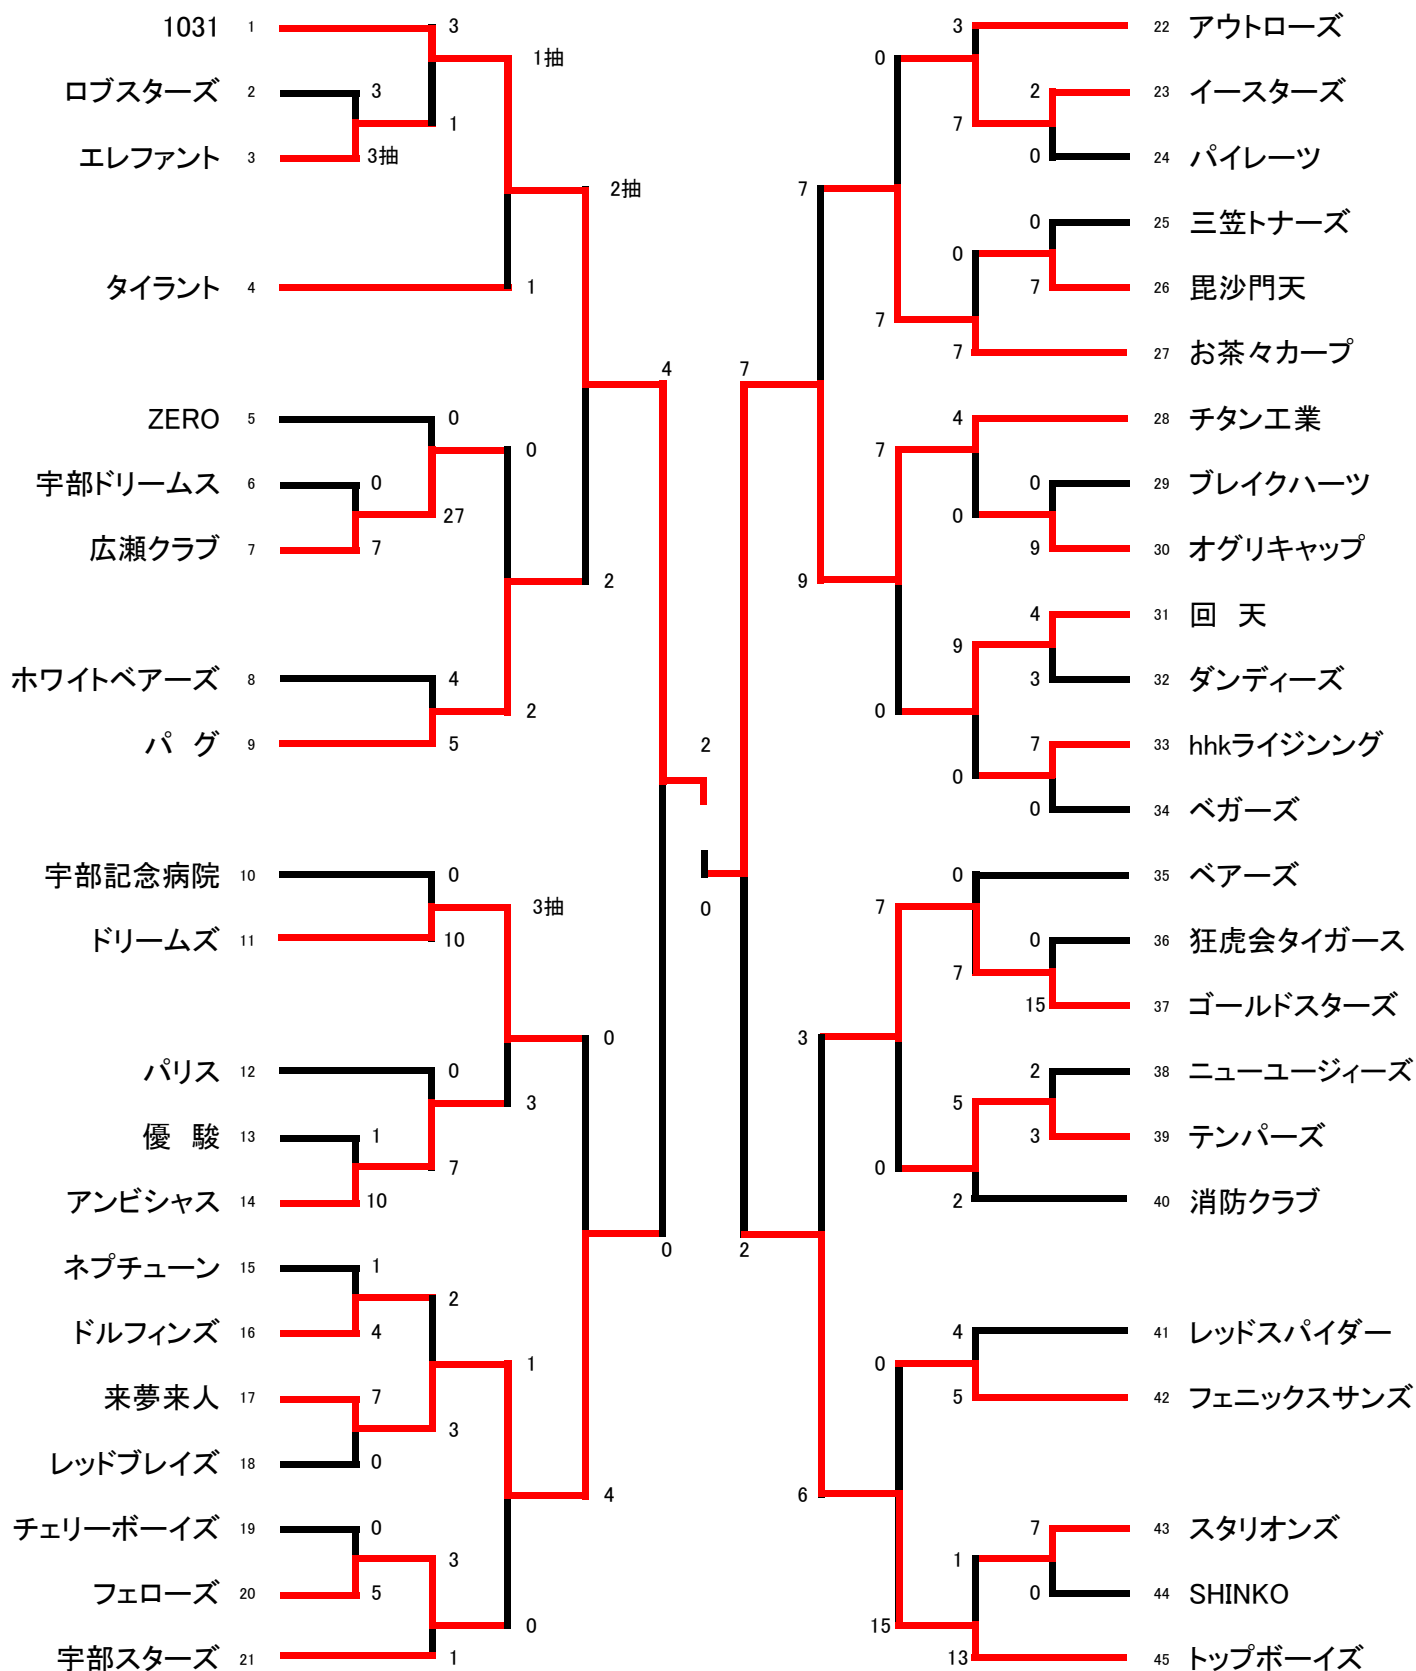 1031 1 3
1抽
ロブスターズ 2 3
1
エレファント 3 3抽
2抽
タイラント 4 1
4
ZERO 5 0
0
宇部ドリームス 6 0
27
広瀬クラブ 7 7
2
ホワイトベアーズ 8 4
2
パ グ 9 5
2
宇部記念病院 10 0
3抽
ドリームズ 11 10
0
パリス 12 0
3
優 駿 13 1
7
アンビシャス 14 10
0
ネプチューン 15 1
2
ドルフィンズ 16 4
1
来夢来人 17 7
3
レッドブレイズ 18 0
4
チェリーボーイズ 19 0
3
フェローズ 20 5
0
宇部スターズ 21 1
3 22 アウトローズ
0
2 23 イースターズ
7
0 24 パイレーツ
7
0 25 三笠トナーズ
0
7 26 毘沙門天
7
7 27 お茶々カープ
7
4 28 チタン工業
7
0 29 ブレイクハーツ
0
9 30 オグリキャップ
9
4 31 回 天
9
3 32 ダンディーズ
0
7 33 hhkライジンング
0
0 34 ベガーズ
0 35 ベアーズ
0
7
0 36 狂虎会タイガース
7
15 37 ゴールドスターズ
3
2 38 ニューユージィーズ
5
3 39 テンパーズ
0
2 40 消防クラブ
2
4 41 レッドスパイダー
0
5 42 フェニックスサンズ
6
7 43 スタリオンズ
1
0 44 SHINKO
15
13 45 トップボーイズ